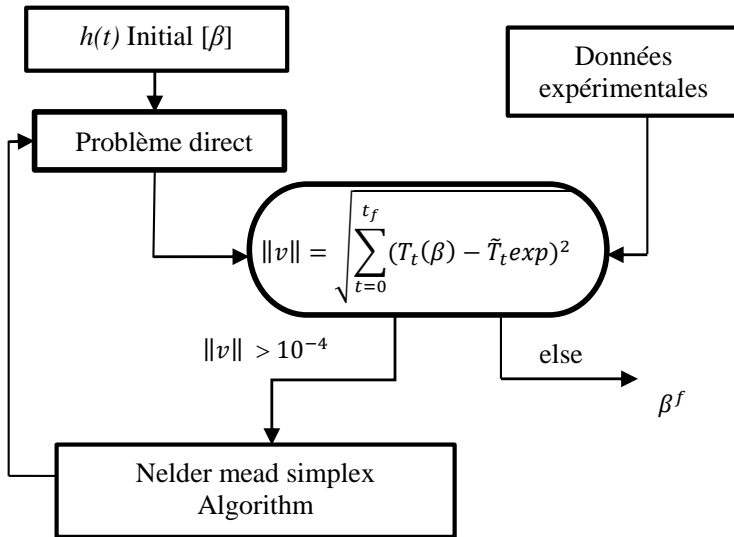 h(t) Initial [β]
Données
expérimentales
Problème direct
‖v‖ = √∑_{t=0}^{t_f} (T_t(β) − T̃_t exp)²
‖v‖ > 10⁻⁴
else
β^f
Nelder mead simplex
Algorithm